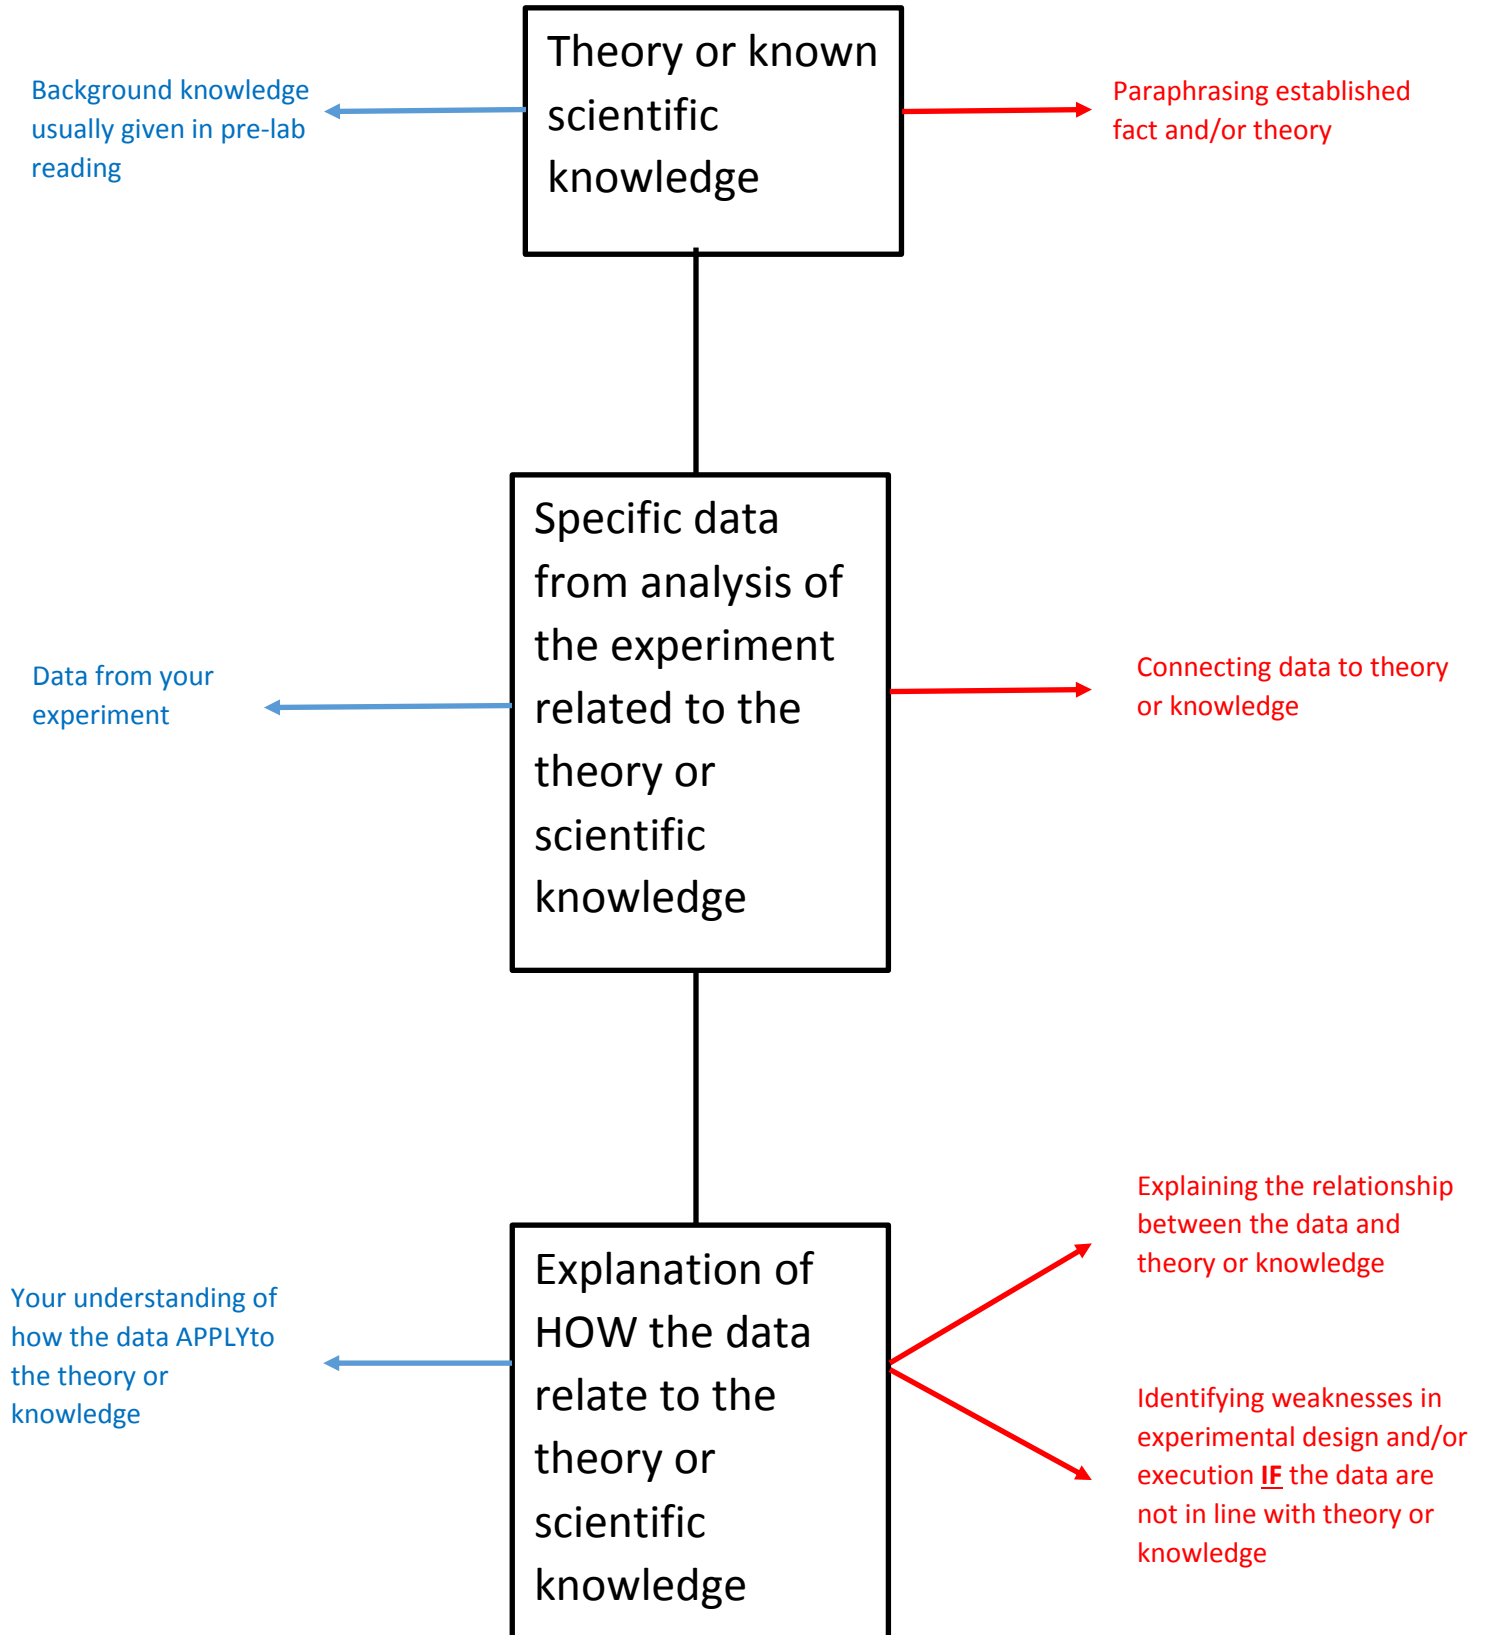 Theory or known
scientific
knowledge
Background knowledge
usually given in pre-lab
reading
Paraphrasing established
fact and/or theory
Specific data
from analysis of
the experiment
related to the
theory or
scientific
knowledge
Data from your
experiment
Connecting data to theory
or knowledge
Explanation of
HOW the data
relate to the
theory or
scientific
knowledge
Your understanding of
how the data APPLYto
the theory or
knowledge
Explaining the relationship
between the data and
theory or knowledge
Identifying weaknesses in
experimental design and/or
execution IF the data are
not in line with theory or
knowledge